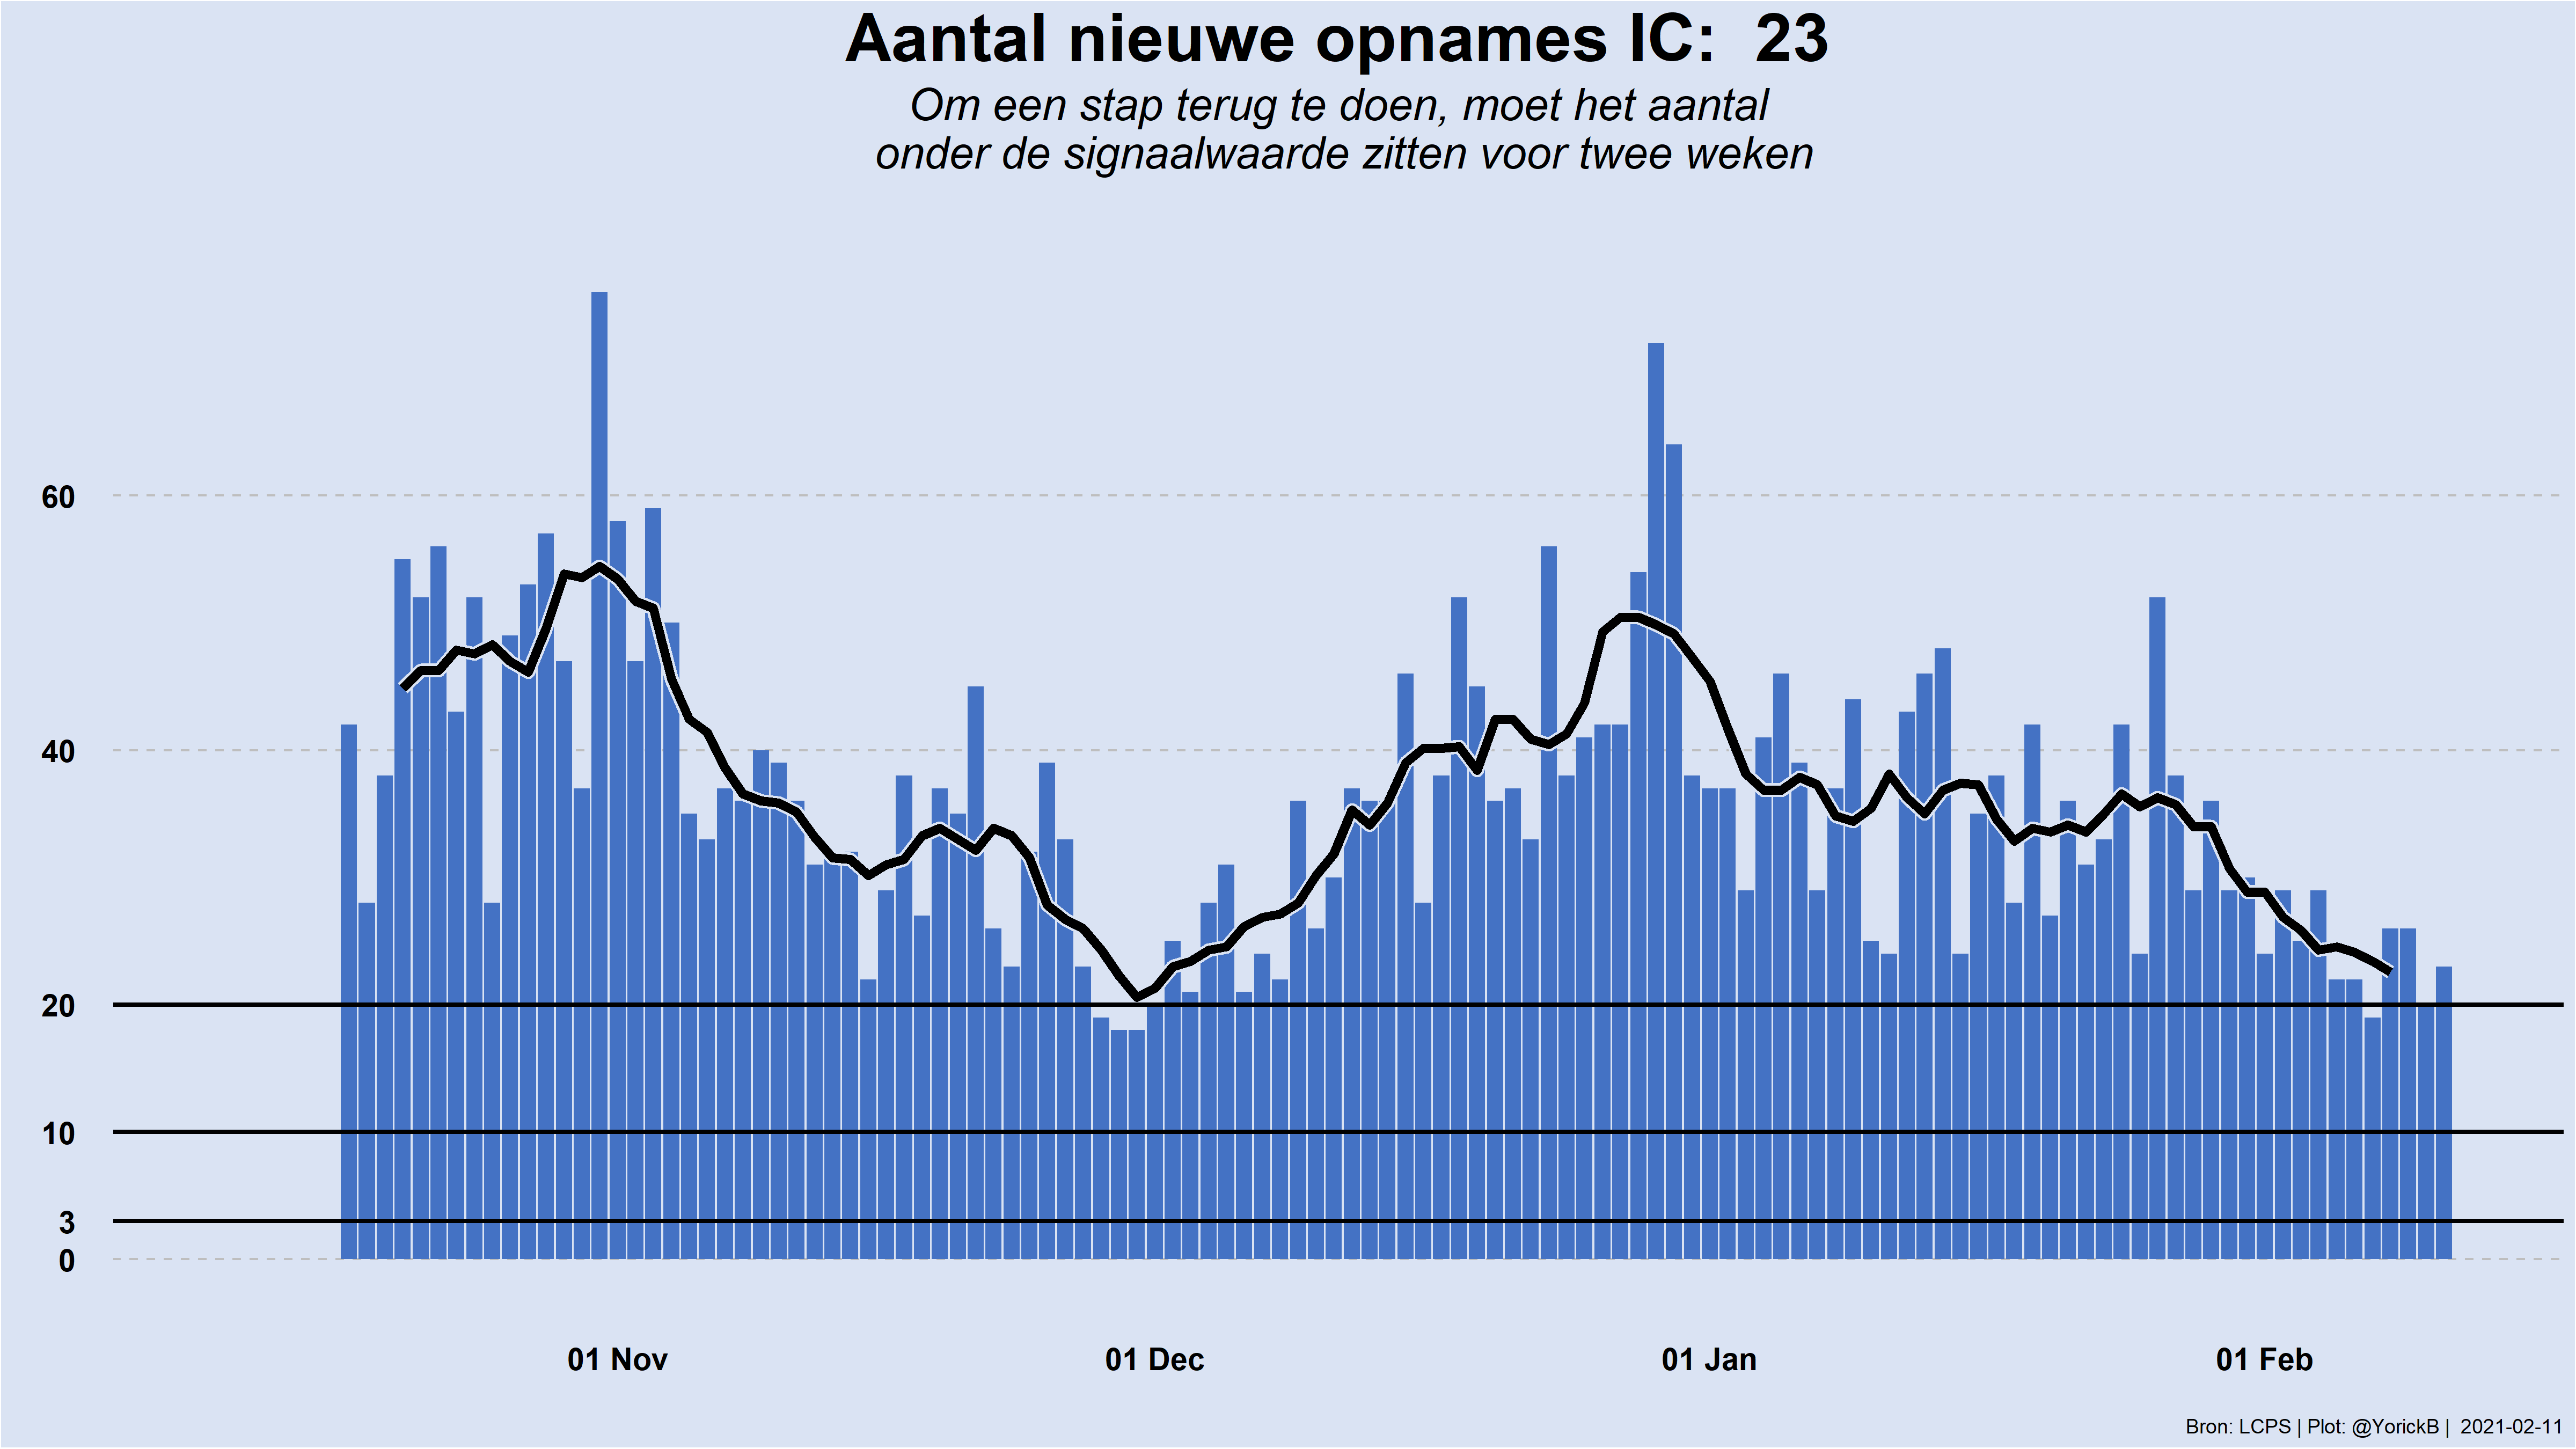 Aantal nieuwe opnames IC:  23
Om een stap terug te doen, moet het aantal
onder de signaalwaarde zitten voor twee weken
60
40
20
10
3
0
01 Nov
01 Dec
01 Jan
01 Feb
Bron: LCPS | Plot: @YorickB |  2021-02-11